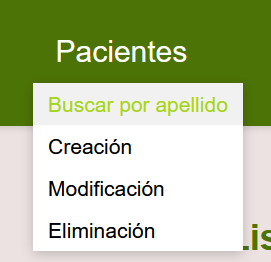 Pacientes
Buscar por apellido
Creación
Modificación
Eliminación